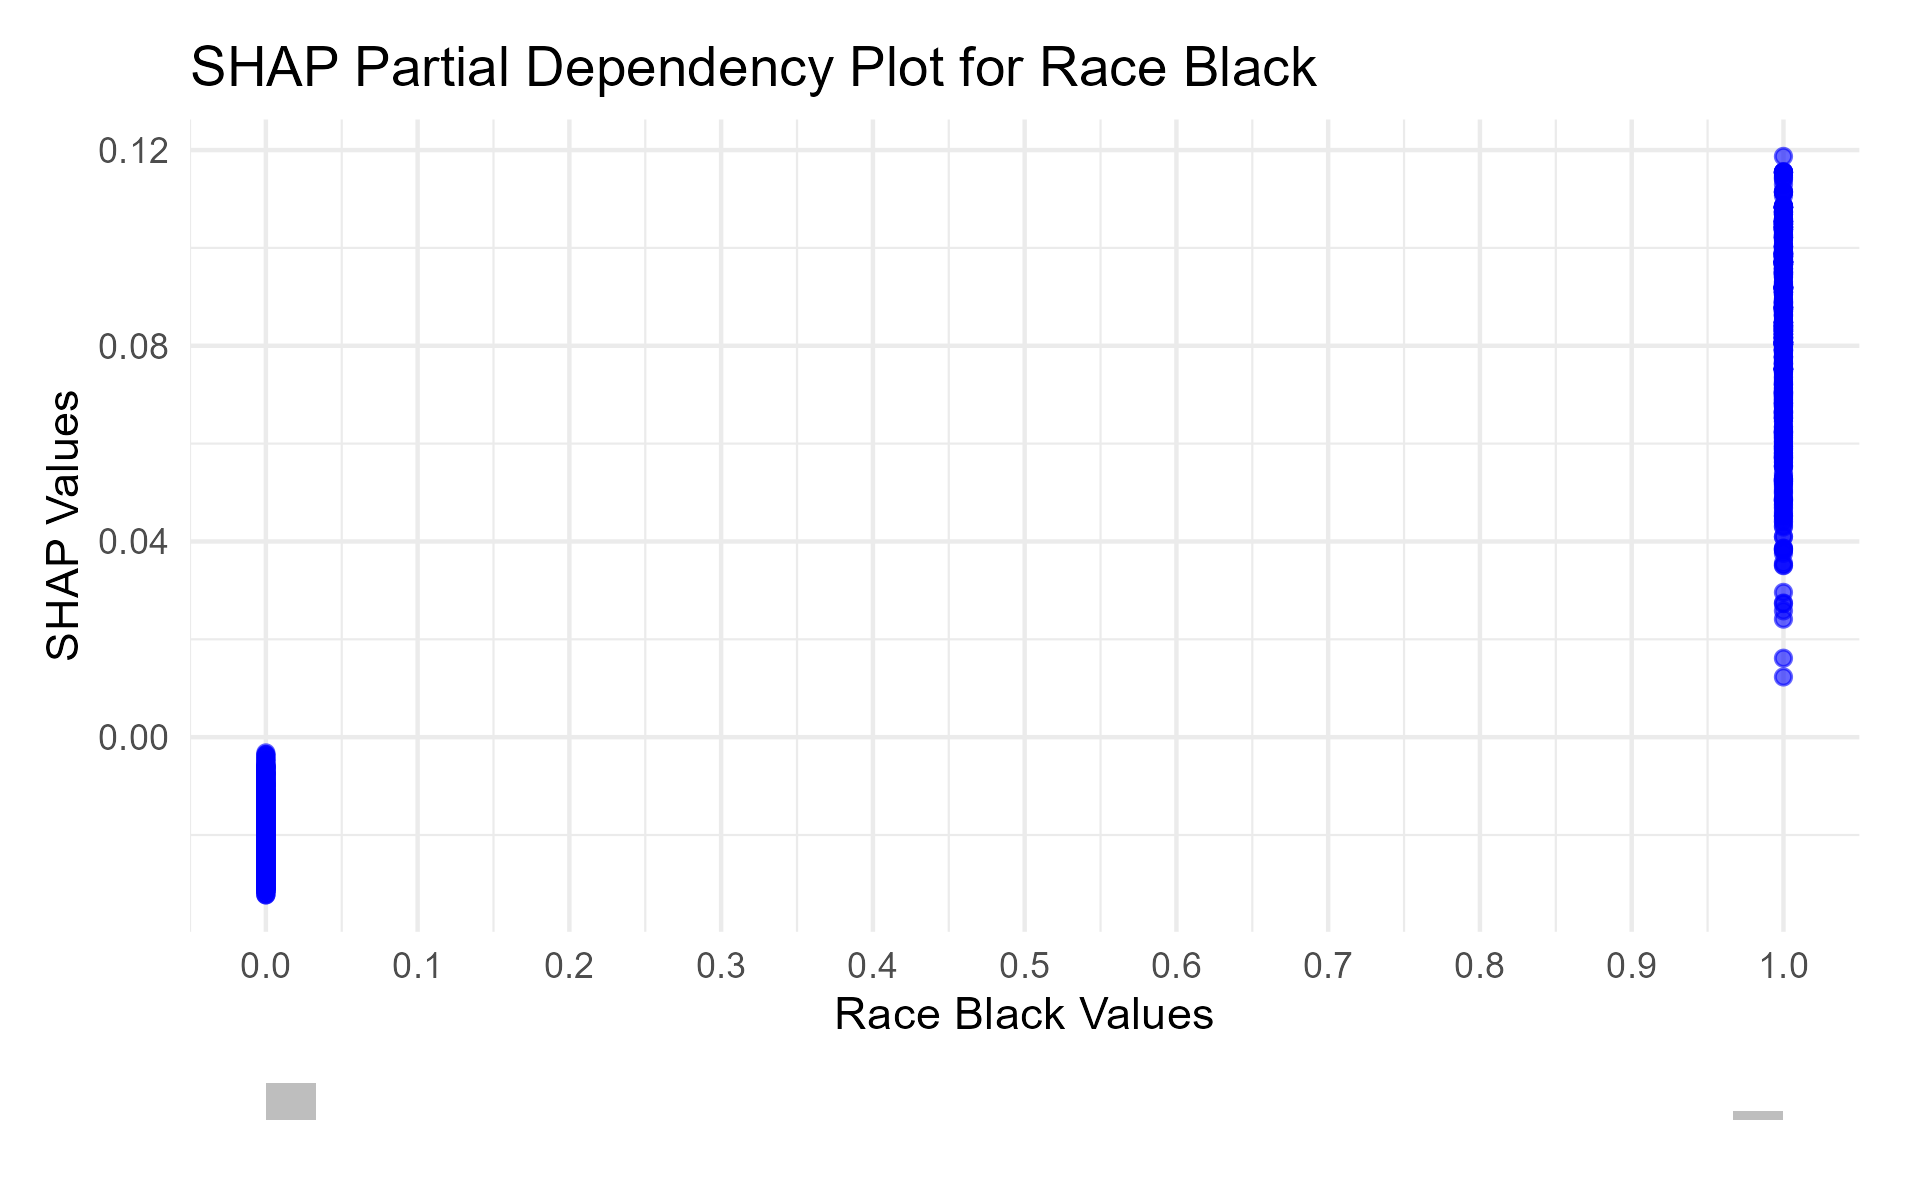 SHAP Partial Dependency Plot for Race Black
0.12
0.08
0.04
0.00
SHAP Values
0.0 0.1 0.2 0.3 0.4 0.5 0.6 0.7 0.8 0.9 1.0
Race Black Values